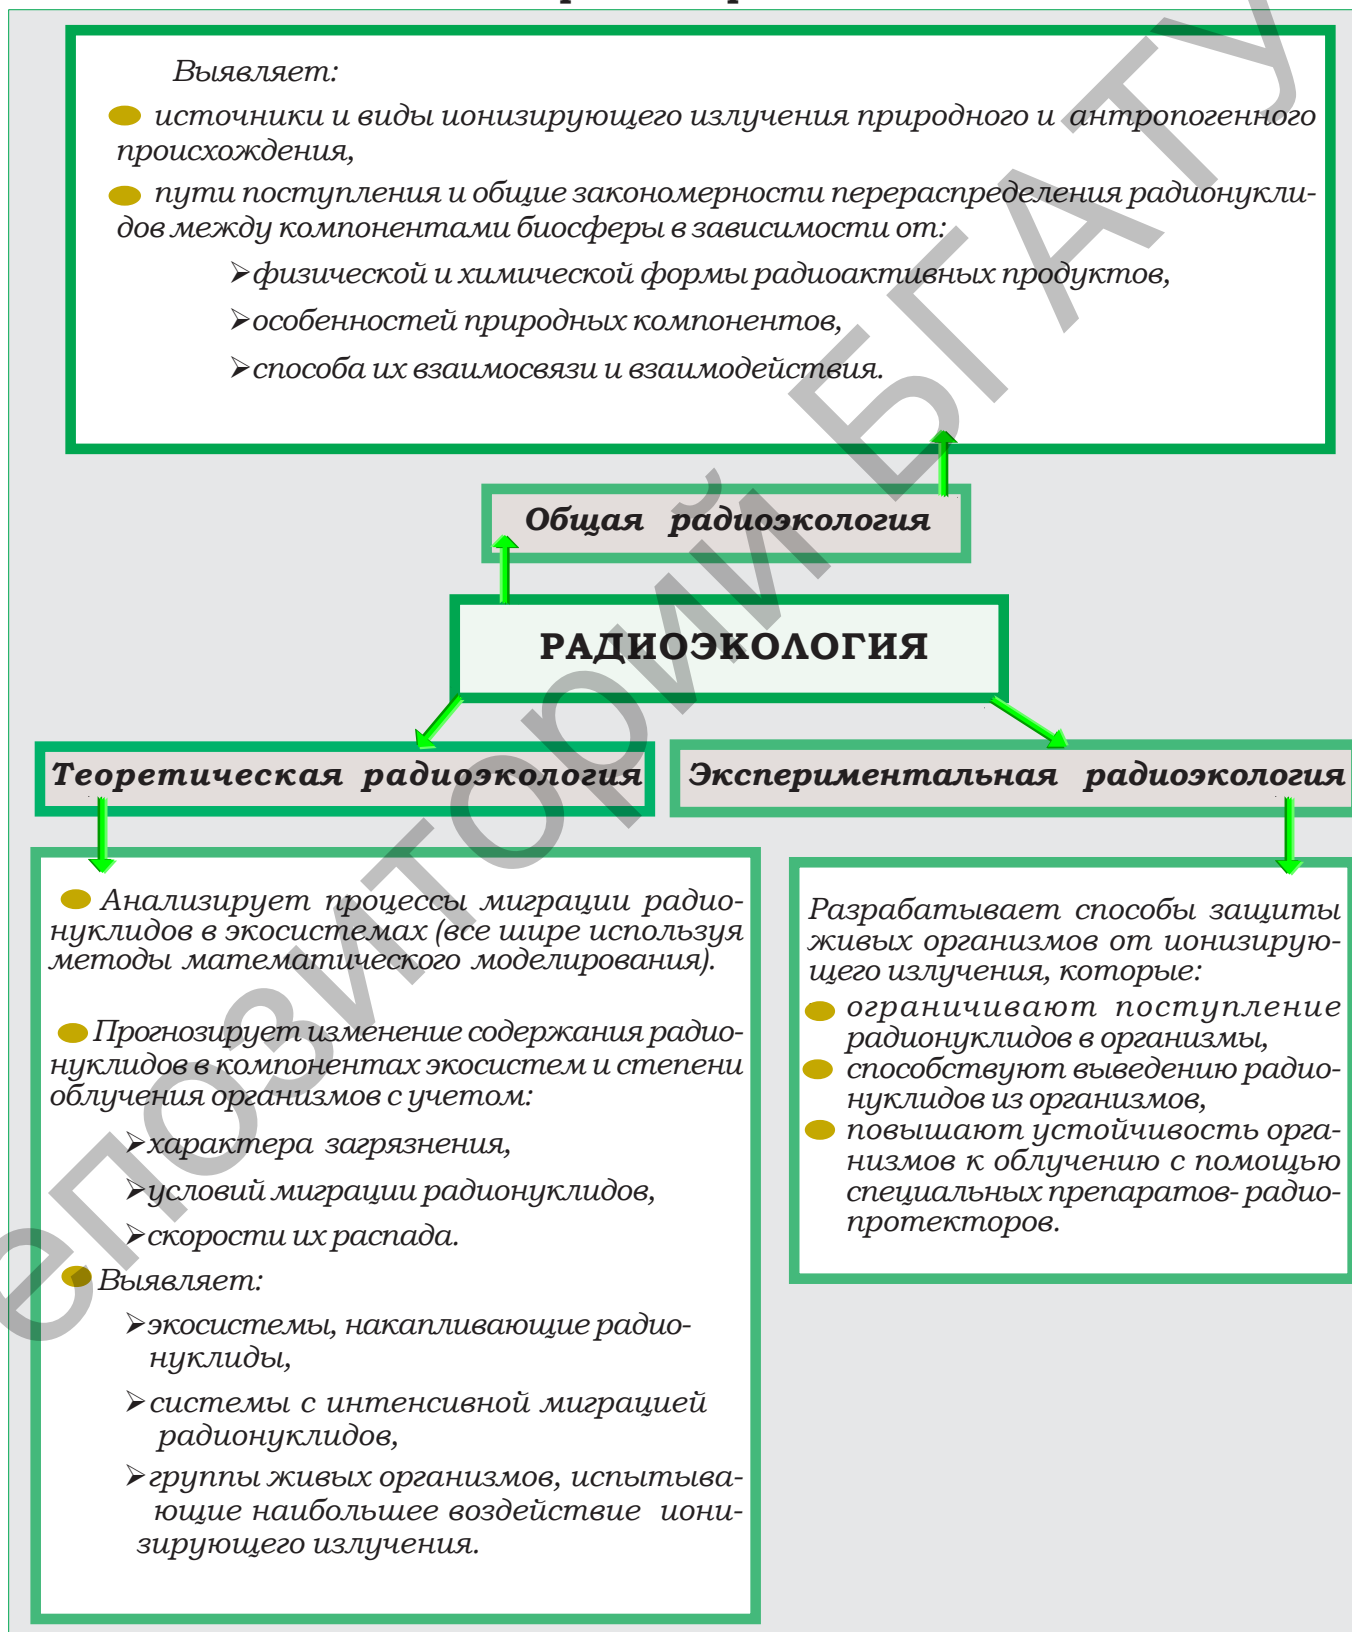 Выявляет:
источники и виды ионизирующего излучения природного и антропогенного
происхождения,
пути поступления и общие закономерности перераспределения радионукли-
дов между компонентами биосферы в зависимости от:
➢физической и химической формы радиоактивных продуктов,
➢особенностей природных компонентов,
➢способа их взаимосвязи и взаимодействия.
Общая радиоэкология
РАДИОЭКОЛОГИЯ
Теоретическая радиоэкология
Экспериментальная радиоэкология
Анализирует процессы миграции радио-
нуклидов в экосистемах (все шире используя
методы математического моделирования).
Прогнозирует изменение содержания радио-
нуклидов в компонентах экосистем и степени
облучения организмов с учетом:
➢характера загрязнения,
➢условий миграции радионуклидов,
➢скорости их распада.
Выявляет:
➢экосистемы, накапливающие радио-
нуклиды,
➢системы с интенсивной миграцией
радионуклидов,
➢группы живых организмов, испытыва-
ющие наибольшее воздействие иони-
зирующего излучения.
Разрабатывает способы защиты
живых организмов от ионизирую-
щего излучения, которые:
ограничивают поступление
радионуклидов в организмы,
способствуют выведению радио-
нуклидов из организмов,
повышают устойчивость орга-
низмов к облучению с помощью
специальных препаратов- радио-
протекторов.
епозиторий БГАТУ